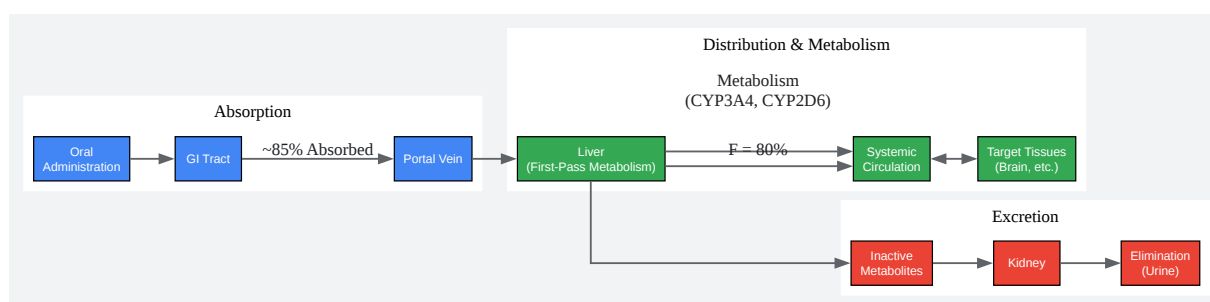 Distribution & Metabolism
Metabolism
(CYP3A4, CYP2D6)
Absorption
Oral
Administration
GI Tract
~85% Absorbed
Portal Vein
Liver
(First-Pass Metabolism)
F = 80%
Systemic
Circulation
Target Tissues
(Brain, etc.)
Excretion
Inactive
Metabolites
Kidney
Elimination
(Urine)